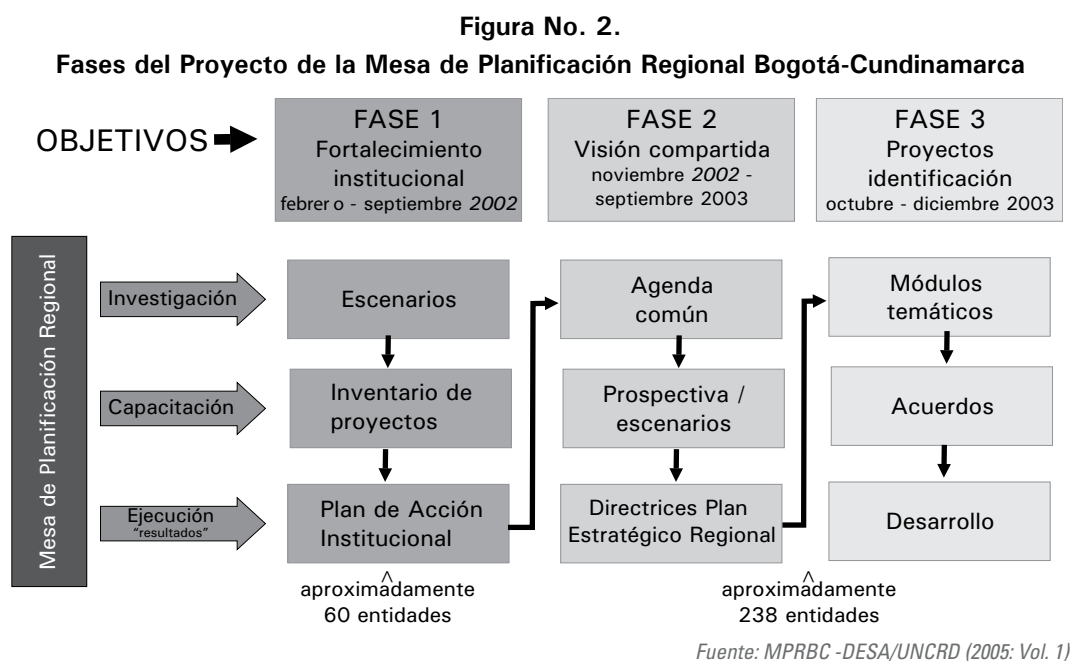 Figura No. 2.
Fases del Proyecto de la Mesa de Planificación Regional Bogotá-Cundinamarca
OBJETIVOS
FASE 1
Fortalecimiento
institucional
febrer o - septiembre 2002
FASE 2
Visión compartida
noviembre 2002 -
septiembre 2003
FASE 3
Proyectos
identificación
octubre - diciembre 2003
Mesa de Planificación Regional
Investigación
Escenarios
Agenda
común
Módulos
temáticos
Capacitación
Inventario de
proyectos
Prospectiva /
escenarios
Acuerdos
Ejecución
"resultados"
Plan de Acción
Institucional
Directrices Plan
Estratégico Regional
Desarrollo
aproximadamente
60 entidades
aproximadamente
238 entidades
Fuente: MPRBC -DESA/UNCRD (2005: Vol. 1)